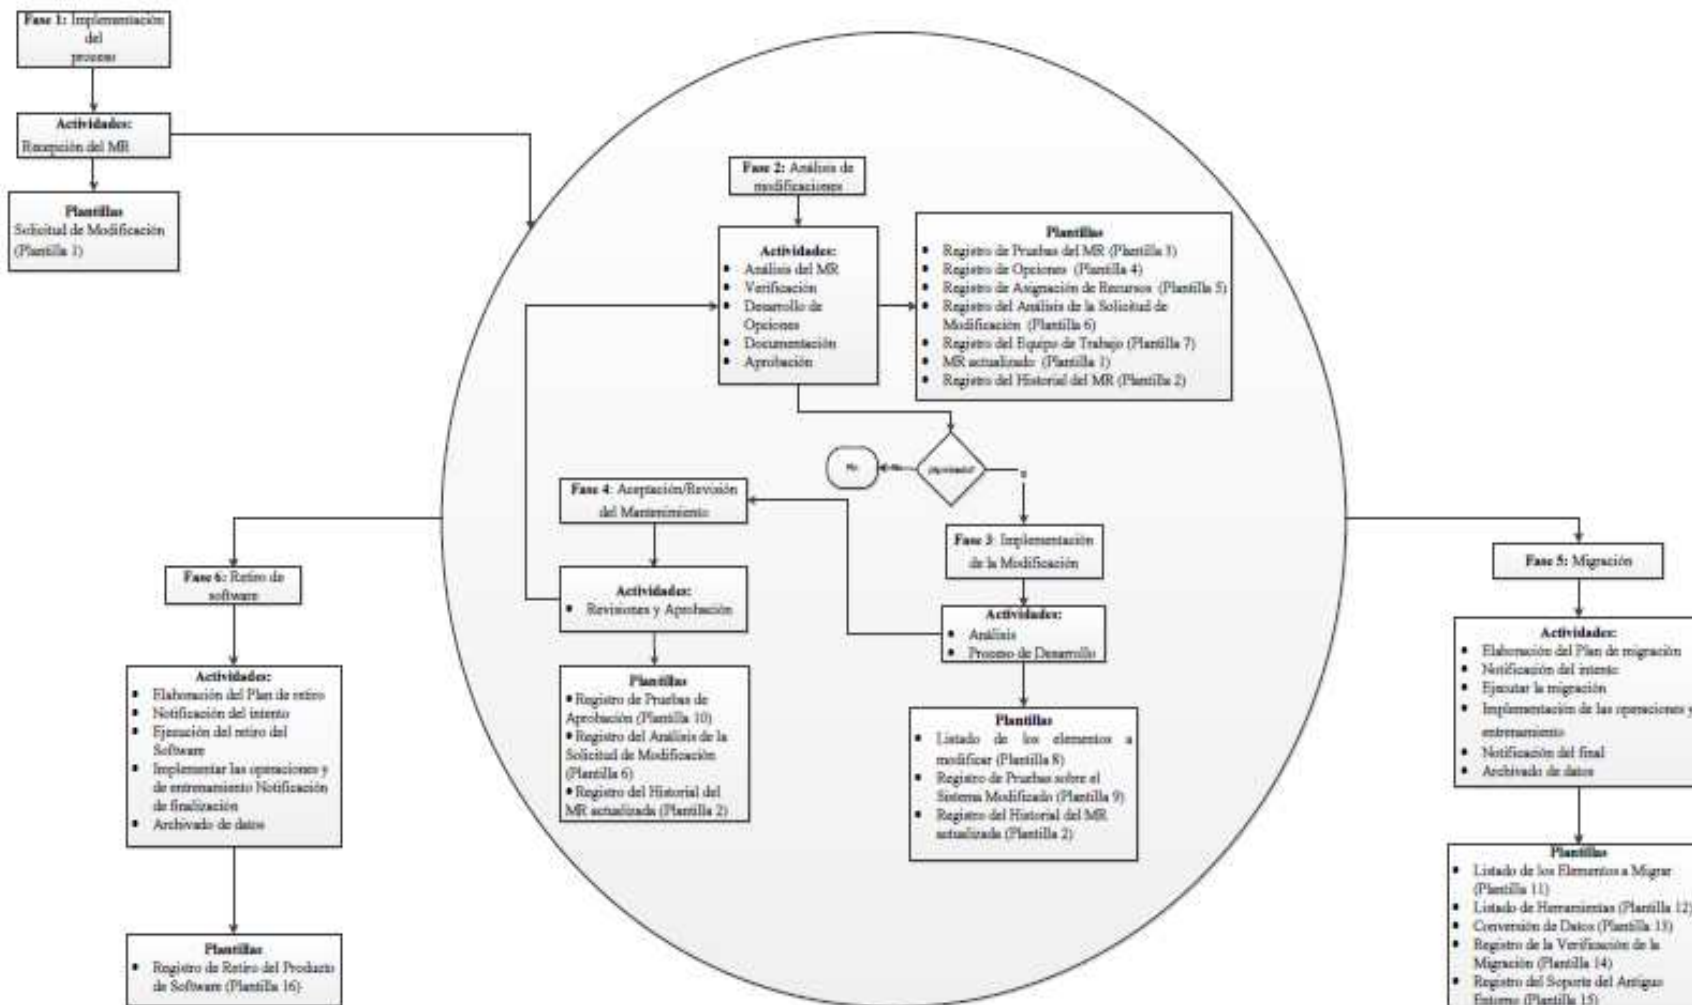 Fase 1: Implementación
del
proceso
Actividades:
Recepción del MR
Plantillas
Solicitud de Modificación
(Plantilla 1)
Fase 2: Análisis de
modificaciones
Actividades:
• Análisis del MR
• Verificación
• Desarrollo de
Opciones
• Documentación
• Aprobación
Plantillas
• Registro de Pruebas del MR (Plantilla 3)
• Registro de Opciones (Plantilla 4)
• Registro de Asignación de Recursos (Plantilla 5)
• Registro del Análisis de la Solicitud de
Modificación (Plantilla 6)
• Registro del Equipo de Trabajo (Plantilla 7)
• MR actualizado (Plantilla 1)
• Registro del Historial del MR (Plantilla 2)
Fase 3: Implementación
de la Modificación
Actividades:
• Análisis
• Proceso de Desarrollo
Plantillas
• Listado de los elementos a
modificar (Plantilla 8)
• Registro de Pruebas sobre el
Sistema Modificado (Plantilla 9)
• Registro del Historial del MR
actualizada (Plantilla 2)
Fase 4: Aceptación/Revisión
del Mantenimiento
Actividades:
• Revisiones y Aprobación
Plantillas
• Registro de Pruebas de
Aprobación (Plantilla 10)
• Registro del Análisis de la
Solicitud de Modificación
(Plantilla 6)
• Registro del Historial del
MR actualizada (Plantilla 2)
Fase 5: Migración
Actividades:
• Elaboración del Plan de migración
• Notificación del intento
• Ejecutar la migración
• Implementación de las operaciones y
entrenamiento
• Notificación del final
• Archivado de datos
Plantillas
• Listado de los Elementos a Migrar
(Plantilla 11)
• Listado de Herramientas (Plantilla 12)
• Conversión de Datos (Plantilla 13)
• Registro de la Verificación de la
Migración (Plantilla 14)
• Registro del Soporte del Antiguo
Entorno (Plantilla 15)
Fase 6: Retiro de
software
Actividades:
• Elaboración del Plan de retiro
• Notificación del intento
• Ejecución del retiro del
Software
• Implementar las operaciones y
de entrenamiento Notificación
de finalización
• Archivado de datos
Plantillas
• Registro de Retiro del Producto
de Software (Plantilla 16)